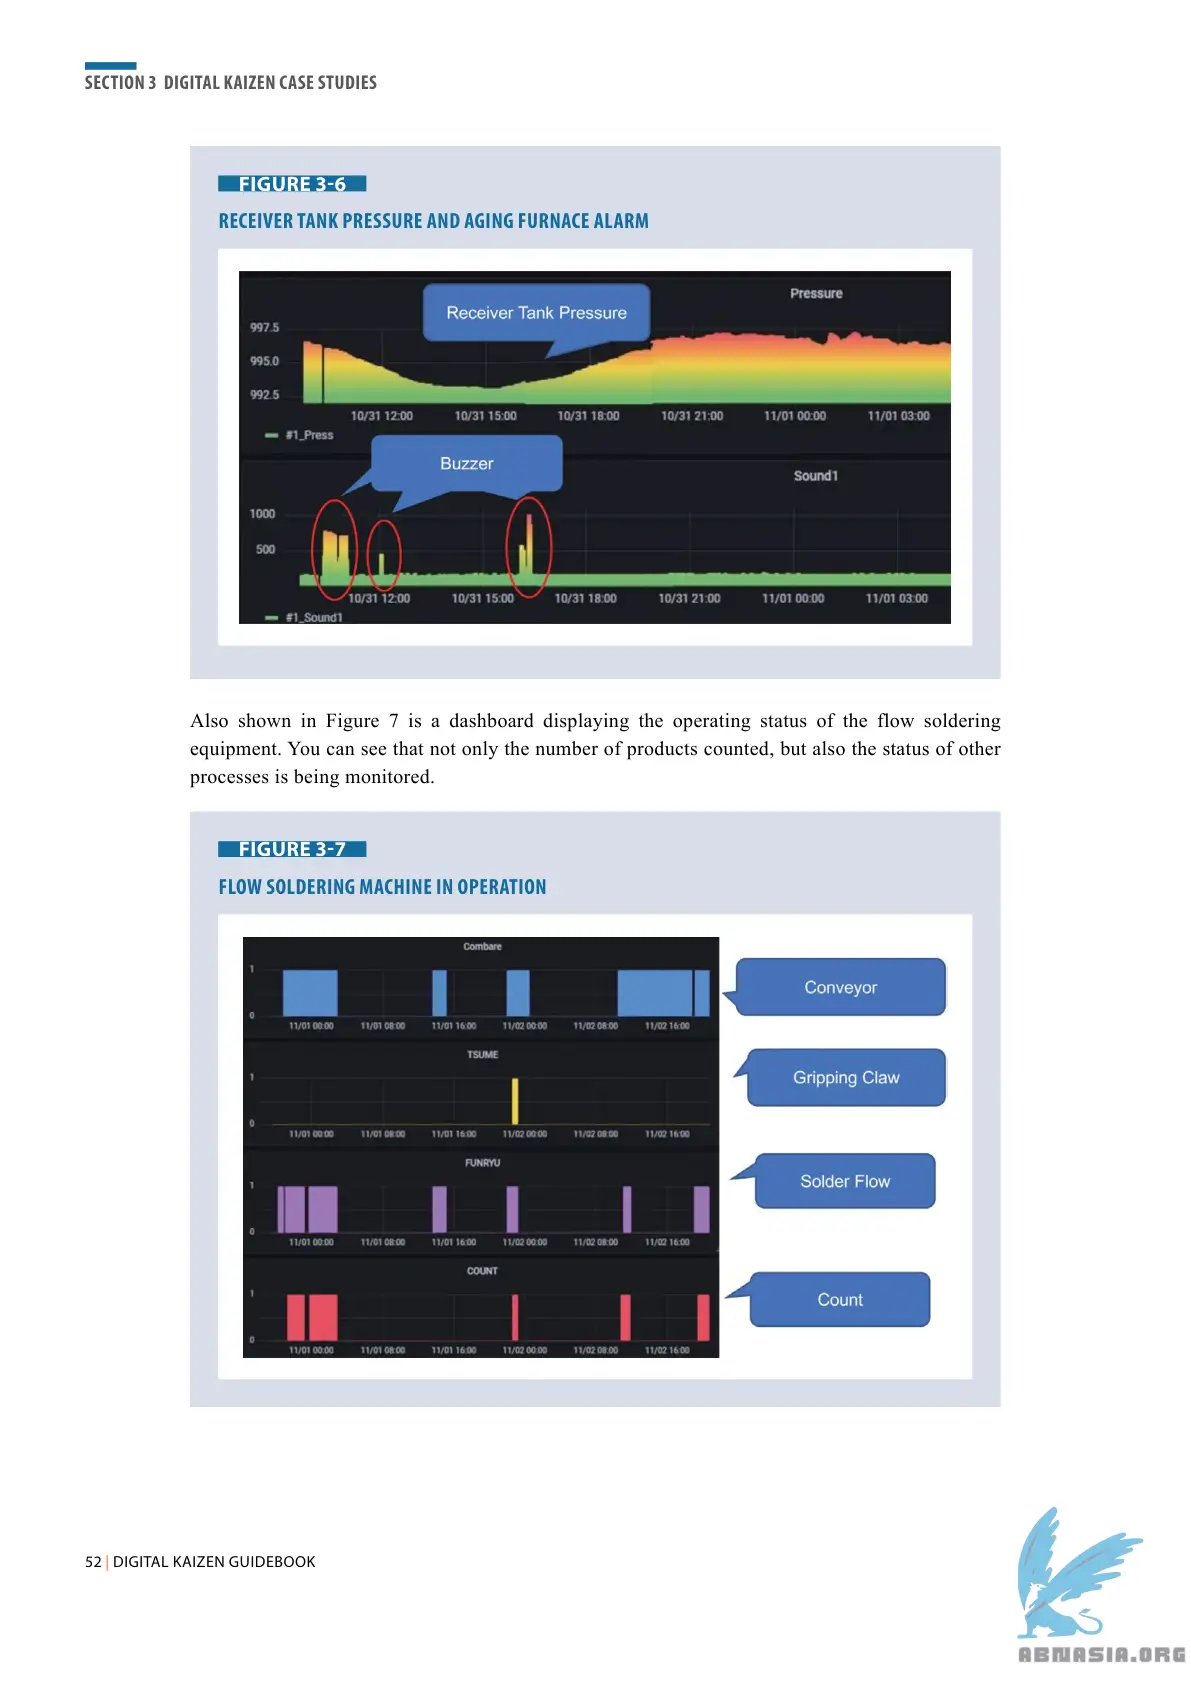 SECTION 3 DIGITAL KAIZEN CASE STUDIES
FIGURE 3-6
RECEIVER TANK PRESSURE AND AGING FURNACE ALARM
Pressure
Receiver Tank Pressure
997.5
995.0
992.5
10/31 12:00 10/31 15:00 10/31 18:00 10/31 21:00 11/01 00:00 11/01 03:00
#1_Press
Buzzer
Sound1
1000
500
10/31 12:00 10/31 15:00 10/31 18:00 10/31 21:00 11/01 00:00 11/01 03:00
#1_Sound1
Also shown in Figure 7 is a dashboard displaying the operating status of the flow soldering
equipment. You can see that not only the number of products counted, but also the status of other
processes is being monitored.
FIGURE 3-7
FLOW SOLDERING MACHINE IN OPERATION
Combare
1
0
11/01 00:00 11/01 08:00 11/01 16:00 11/02 00:00 11/02 08:00 11/02 16:00
Conveyor
TSUME
1
0
11/01 00:00 11/01 08:00 11/01 16:00 11/02 00:00 11/02 08:00 11/02 16:00
Gripping Claw
FUNRYU
1
0
11/01 00:00 11/01 08:00 11/01 16:00 11/02 00:00 11/02 08:00 11/02 16:00
Solder Flow
COUNT
1
0
11/01 00:00 11/01 08:00 11/01 16:00 11/02 00:00 11/02 08:00 11/02 16:00
Count
52 | DIGITAL KAIZEN GUIDEBOOK
ABMASIA.ORG